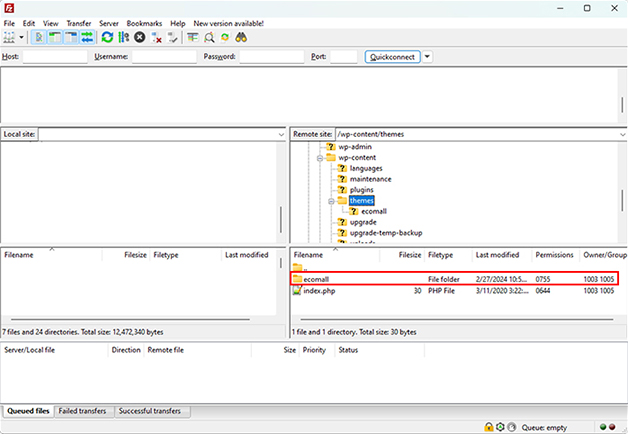 Fz
File Edit View Transfer Server Bookmarks Help New version available!
Host: Username: Password: Port: Quickconnect
Local site: Remote site: /wp-content/themes
wp-admin
wp-content
languages
maintenance
plugins
themes
ecomall
upgrade
upgrade-temp-backup
Filename Filesize Filetype Last modified Filename Filesize Filetype Last modified Permissions Owner/Group
..
ecomall File folder 2/27/2024 10:5... 0755 1003 1005
index.php 30 PHP File 3/11/2020 3:22:... 0644 1003 1005
7 files and 24 directories. Total size: 12,472,340 bytes 1 file and 1 directory. Total size: 30 bytes
Server/Local file Direction Remote file Size Priority Status
Queued files Failed transfers Successful transfers
Queue: empty